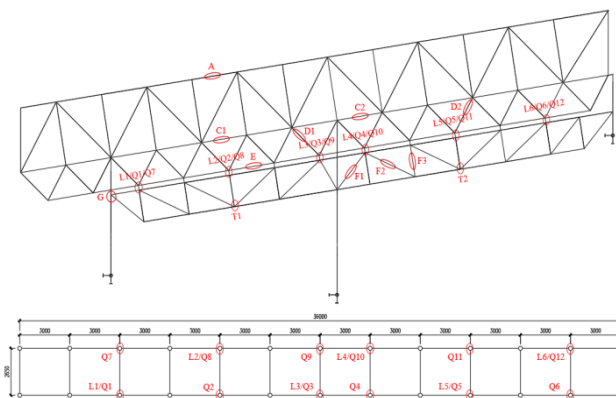 A
C1
C2
D1
D2
L1/Q1/Q7
L2/Q2/Q8
L3/Q3/Q9
L4/Q4/Q10
L5/Q5/Q11
L6/Q6/Q12
E
F1
F2
F3
G
T1
T2
36000
3000 3000 3000 3000 3000 3000 3000 3000 3000 3000 3000 3000
Q7 L2/Q8 Q9 L4/Q10 Q11 L6/Q12
L1/Q1 Q2 L3/Q3 Q4 L5/Q5 Q6